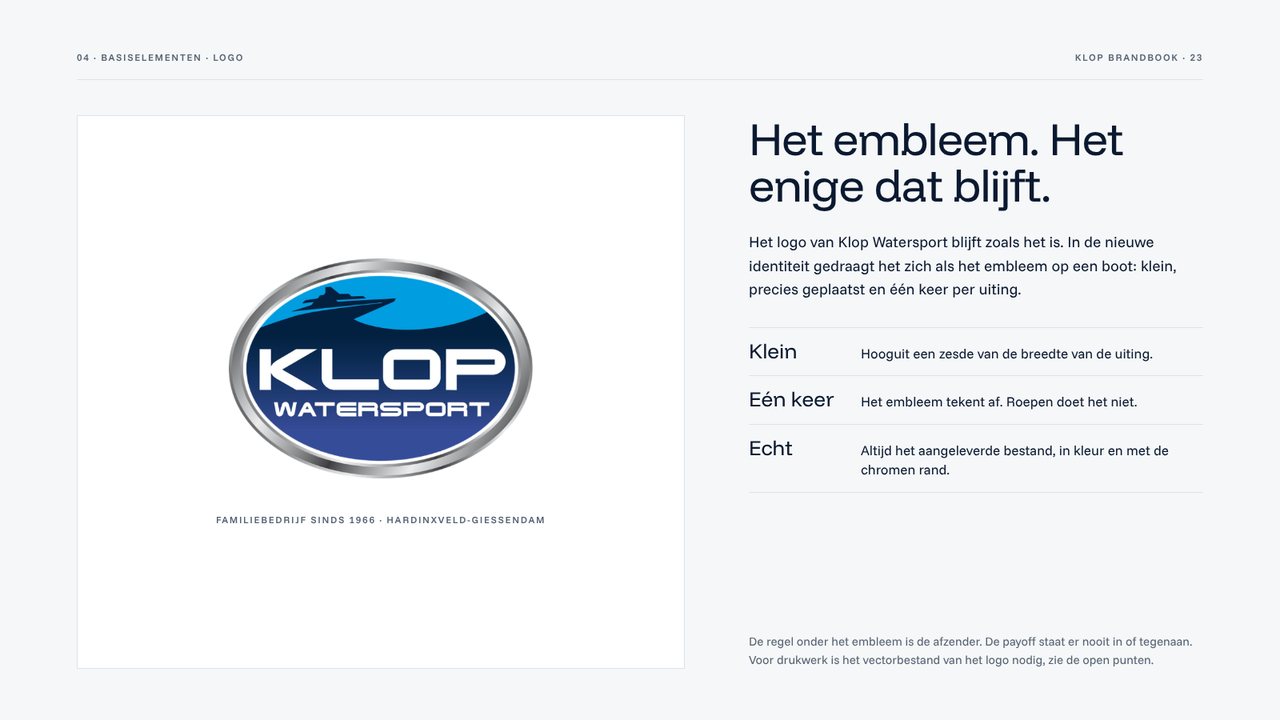 04 · BASISELEMENTEN · LOGO
KLOP BRANDBOOK · 23
KLOP
WATERSPORT
FAMILIEBEDRIJF SINDS 1966 · HARDINXVELD-GIESSENDAM
Het embleem. Het
enige dat blijft.
Het logo van Klop Watersport blijft zoals het is. In de nieuwe
identiteit gedraagt het zich als het embleem op een boot: klein,
precies geplaatst en één keer per uiting.
Klein
Hooguit een zesde van de breedte van de uiting.
Eén keer
Het embleem tekent af. Roepen doet het niet.
Echt
Altijd het aangeleverde bestand, in kleur en met de
chromen rand.
De regel onder het embleem is de afzender. De payoff staat er nooit in of tegenaan.
Voor drukwerk is het vectorbestand van het logo nodig, zie de open punten.